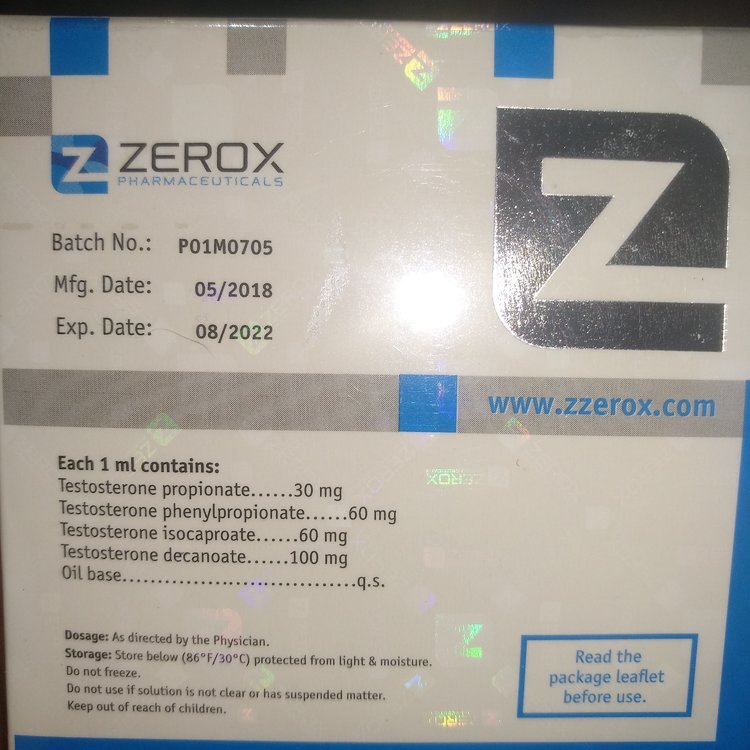 ZEROX
PHARMACEUTICALS
Batch No.: P01M0705
Mfg. Date: 05/2018
Exp. Date: 08/2022
www.zzerox.com
Each 1 ml contains:
Testosterone propionate......30 mg
Testosterone phenylpropionate......60 mg
Testosterone isocaproate......60 mg
Testosterone decanoate......100 mg
Oil base................................q.s.
Dosage: As directed by the Physician.
Storage: Store below (86°F/30°C) protected from light & moisture.
Do not freeze.
Do not use if solution is not clear or has suspended matter.
Keep out of reach of children.
Read the
package leaflet
before use.